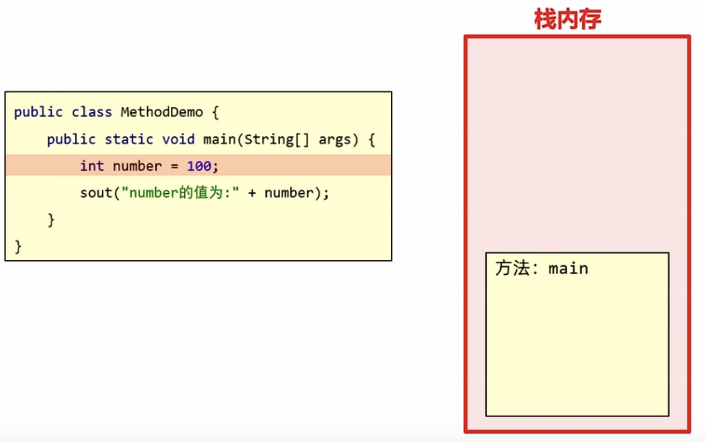 栈内存
public class MethodDemo {
    public static void main(String[] args) {
        int number = 100;
        sout("number的值为:" + number);
    }
}
方法：main